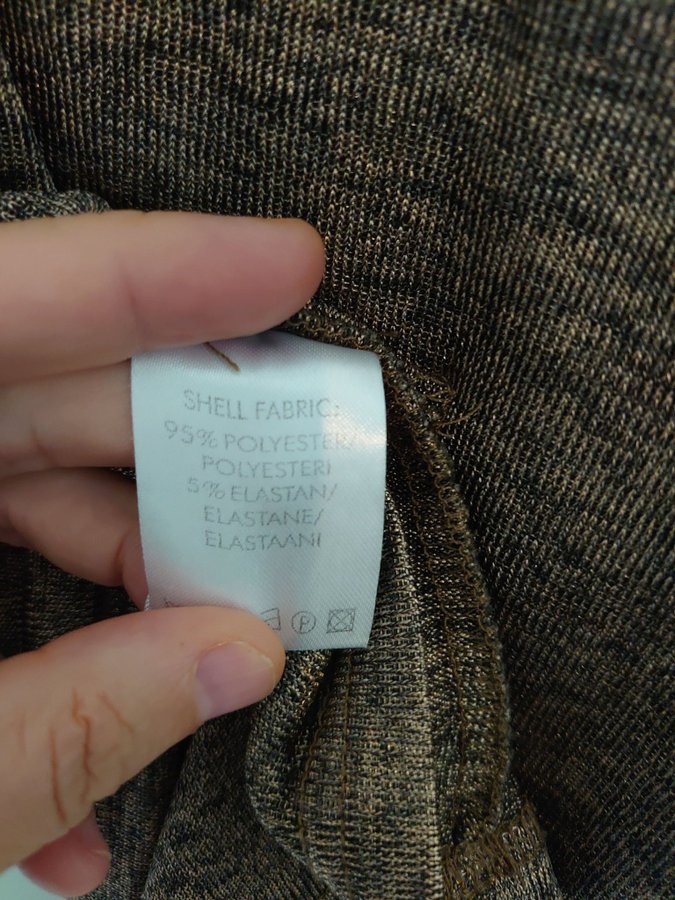 SHELL FABRIC:
95% POLYESTER/
POLYESTERI
5% ELASTAN/
ELASTANE/
ELASTAANI
P